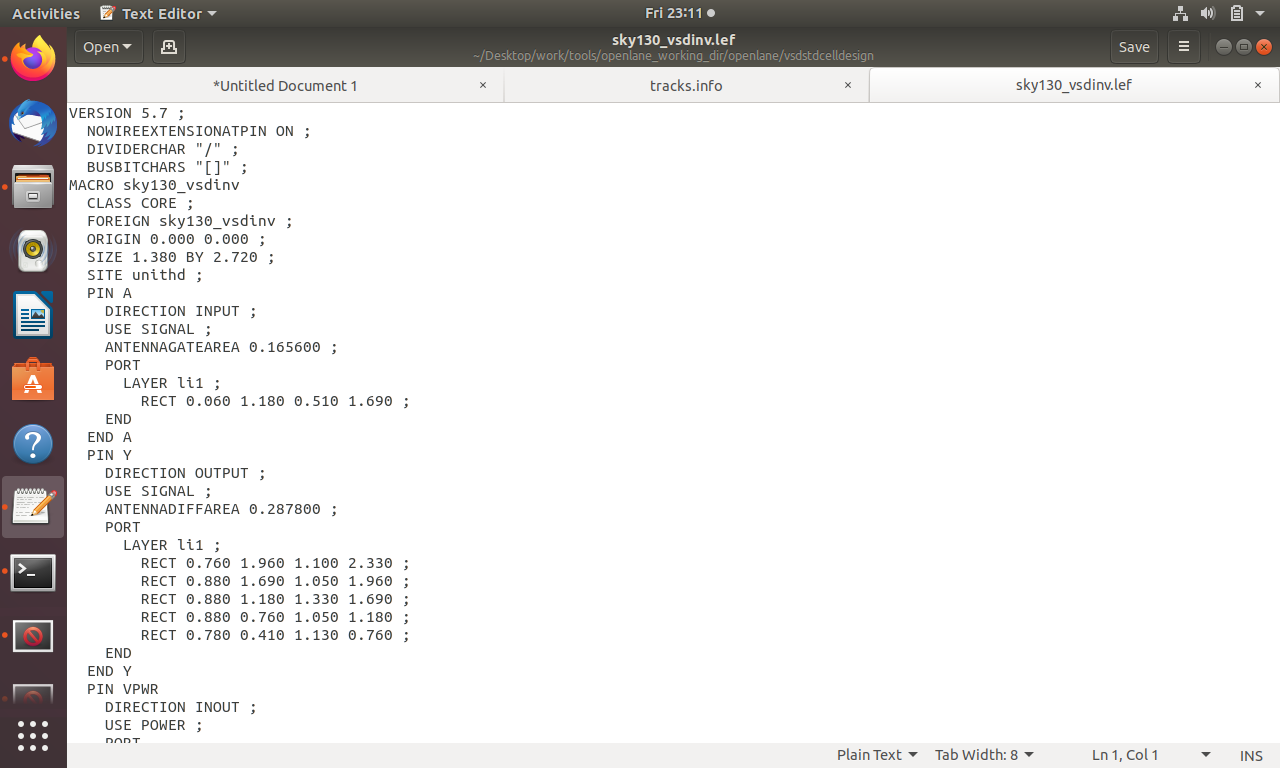 Activities Text Editor Fri 23:11
Open sky130_vsdinv.lef Save
~/Desktop/work/tools/openlane_working_dir/openlane/vsdstdcelldesign
*Untitled Document 1 × tracks.info × sky130_vsdinv.lef ×
VERSION 5.7 ;
  NOWIREEXTENSIONATPIN ON ;
  DIVIDERCHAR "/" ;
  BUSBITCHARS "[]" ;
MACRO sky130_vsdinv
  CLASS CORE ;
  FOREIGN sky130_vsdinv ;
  ORIGIN 0.000 0.000 ;
  SIZE 1.380 BY 2.720 ;
  SITE unithd ;
  PIN A
    DIRECTION INPUT ;
    USE SIGNAL ;
    ANTENNAGATEAREA 0.165600 ;
    PORT
      LAYER li1 ;
        RECT 0.060 1.180 0.510 1.690 ;
    END
  END A
  PIN Y
    DIRECTION OUTPUT ;
    USE SIGNAL ;
    ANTENNADIFFAREA 0.287800 ;
    PORT
      LAYER li1 ;
        RECT 0.760 1.960 1.100 2.330 ;
        RECT 0.880 1.690 1.050 1.960 ;
        RECT 0.880 1.180 1.330 1.690 ;
        RECT 0.880 0.760 1.050 1.180 ;
        RECT 0.780 0.410 1.130 0.760 ;
    END
  END Y
  PIN VPWR
    DIRECTION INOUT ;
    USE POWER ;
    PORT
Plain Text Tab Width: 8 Ln 1, Col 1 INS